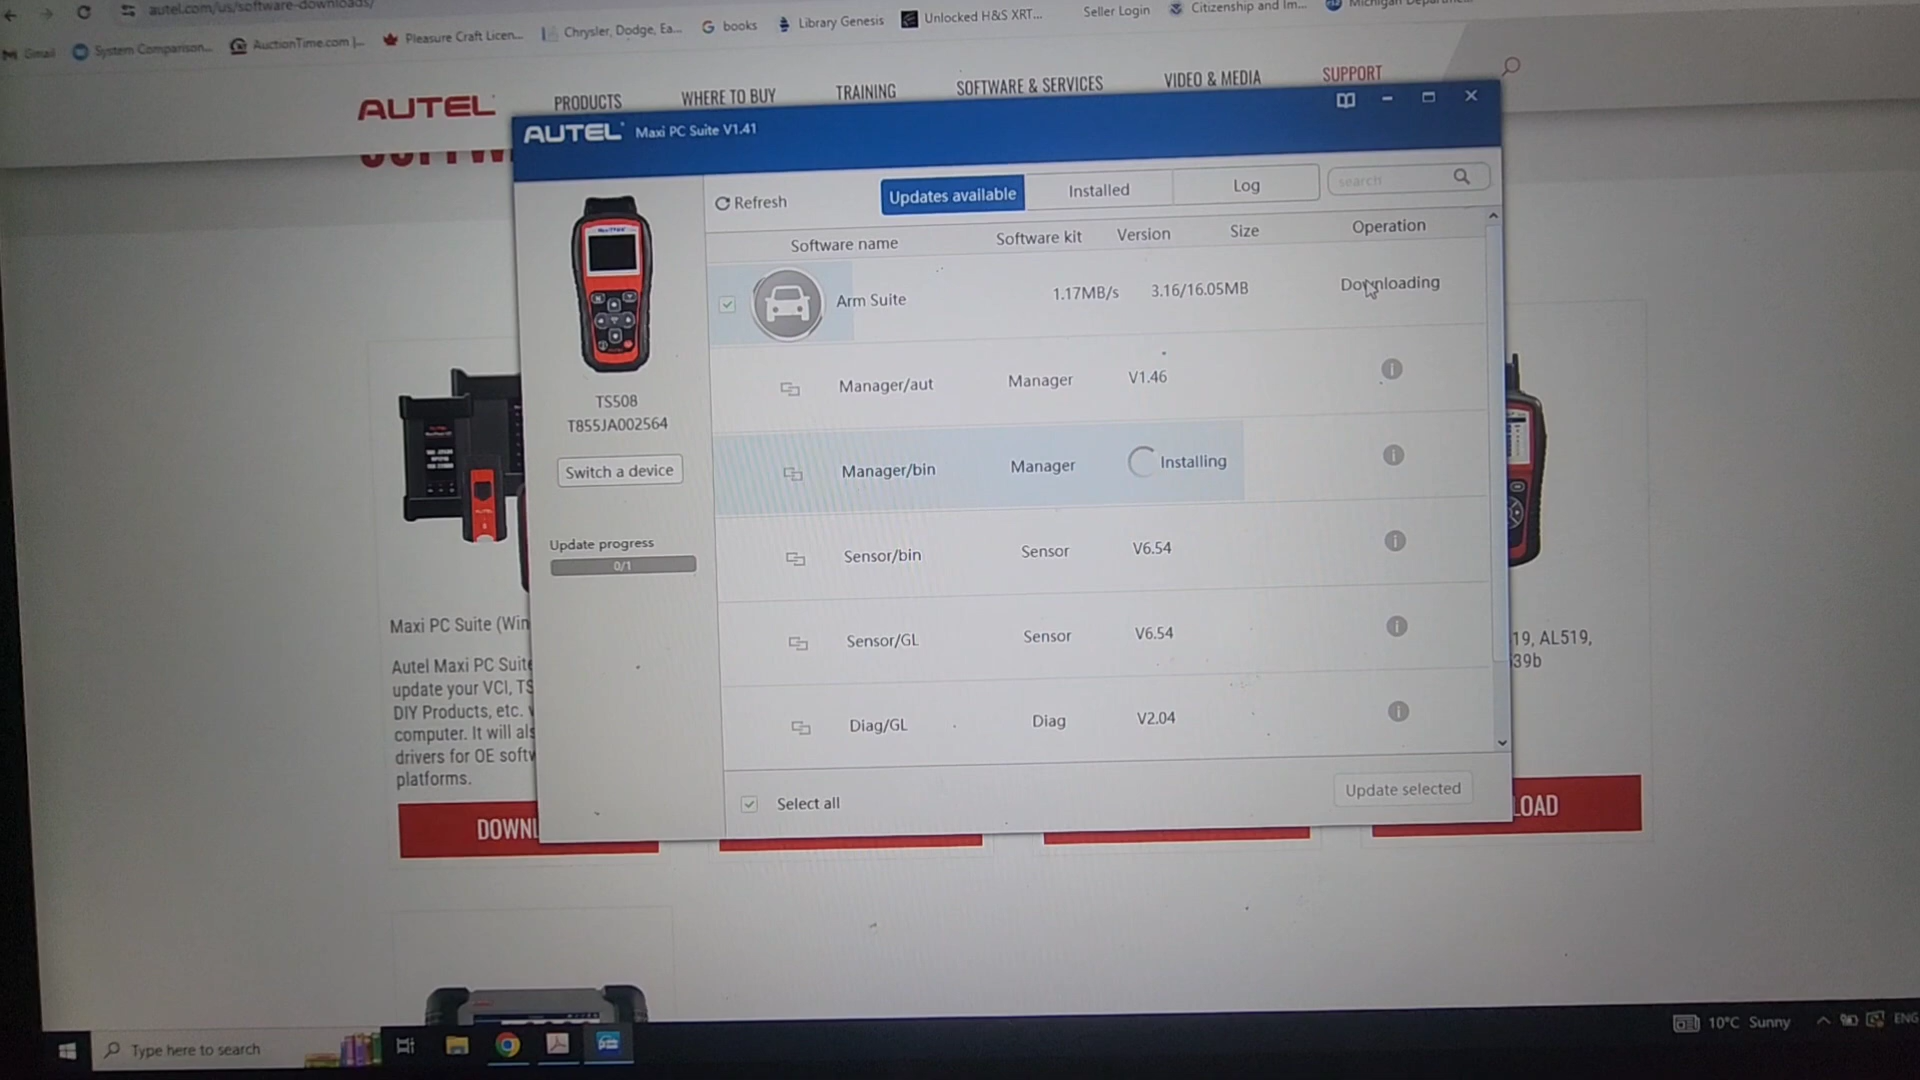 autel.com/us/software-downloads/
Gmail
System Comparison...
AuctionTime.com |...
Pleasure Craft Licen...
Chrysler, Dodge, Ea...
books
Library Genesis
Unlocked H&S XRT...
Seller Login
Citizenship and Im...
Michigan
AUTEL
PRODUCTS
WHERE TO BUY
TRAINING
SOFTWARE & SERVICES
VIDEO & MEDIA
SUPPORT
AUTEL Maxi PC Suite V1.41
Refresh
Updates available
Installed
Log
search
Software name
Software kit
Version
Size
Operation
Arm Suite
1.17MB/s
3.16/16.05MB
Downloading
Manager/aut
Manager
V1.46
Manager/bin
Manager
Installing
Sensor/bin
Sensor
V6.54
Sensor/GL
Sensor
V6.54
Diag/GL
Diag
V2.04
Select all
Update selected
TS508
T855JA002564
Switch a device
Update progress
0/1
Maxi PC Suite (Win
Autel Maxi PC Suite
update your VCI, TS
DIY Products, etc.
computer. It will als
drivers for OE softw
platforms.
DOWNL
19, AL519,
39b
LOAD
Type here to search
10°C Sunny
ENG